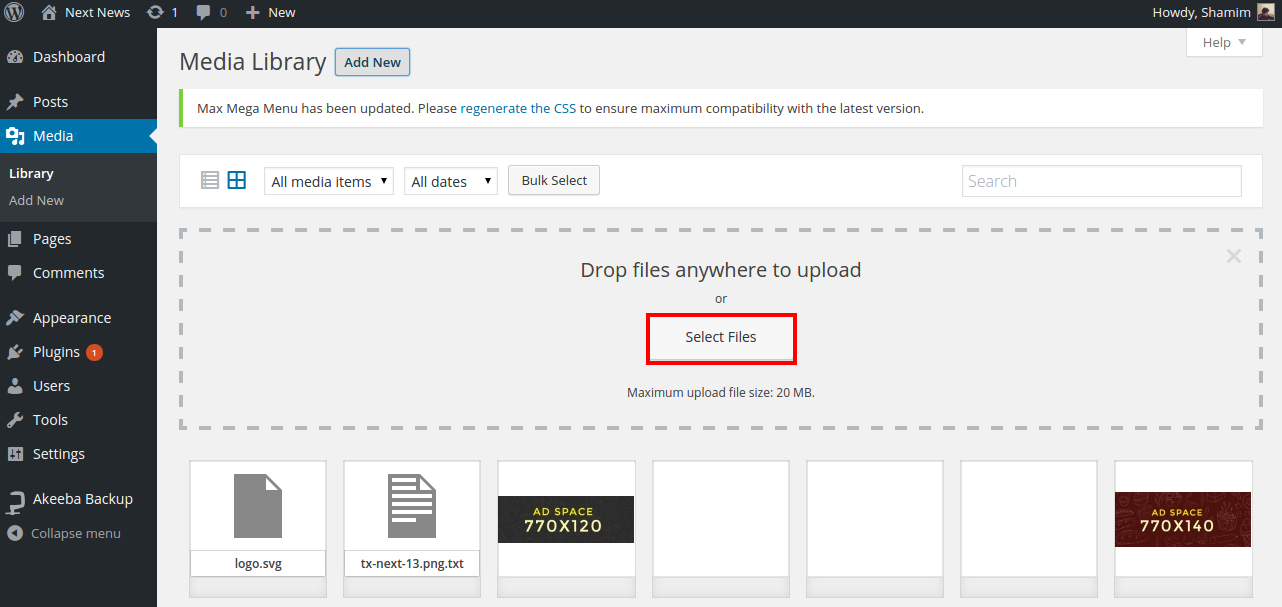 Next News 1 0 New Howdy, Shamim
Dashboard
Posts
Media
Library
Add New
Pages
Comments
Appearance
Plugins 1
Users
Tools
Settings
Akeeba Backup
Collapse menu
Help
Media Library Add New
Max Mega Menu has been updated. Please regenerate the CSS to ensure maximum compatibility with the latest version.
All media items All dates Bulk Select Search
Drop files anywhere to upload
or
Select Files
Maximum upload file size: 20 MB.
logo.svg
tx-next-13.png.txt
AD SPACE
770X120
AD SPACE
770X140